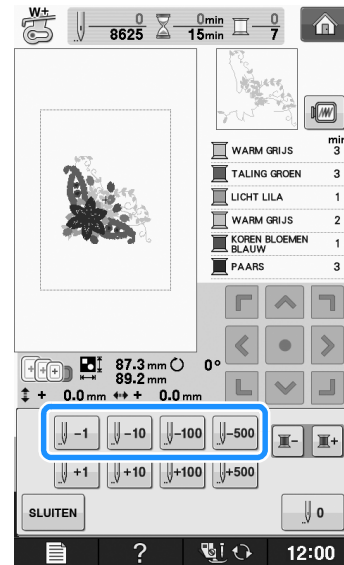 W+
0 0min 0
8625 15min 7
min
WARM GRIJS 3
TALING GROEN 3
LICHT LILA 1
WARM GRIJS 2
KOREN BLOEMEN BLAUW 1
PAARS 3
87.3 mm 0°
89.2 mm
+ 0.0 mm + 0.0 mm
-1 -10 -100 -500 - +
+1 +10 +100 +500
SLUITEN 0
? 12:00